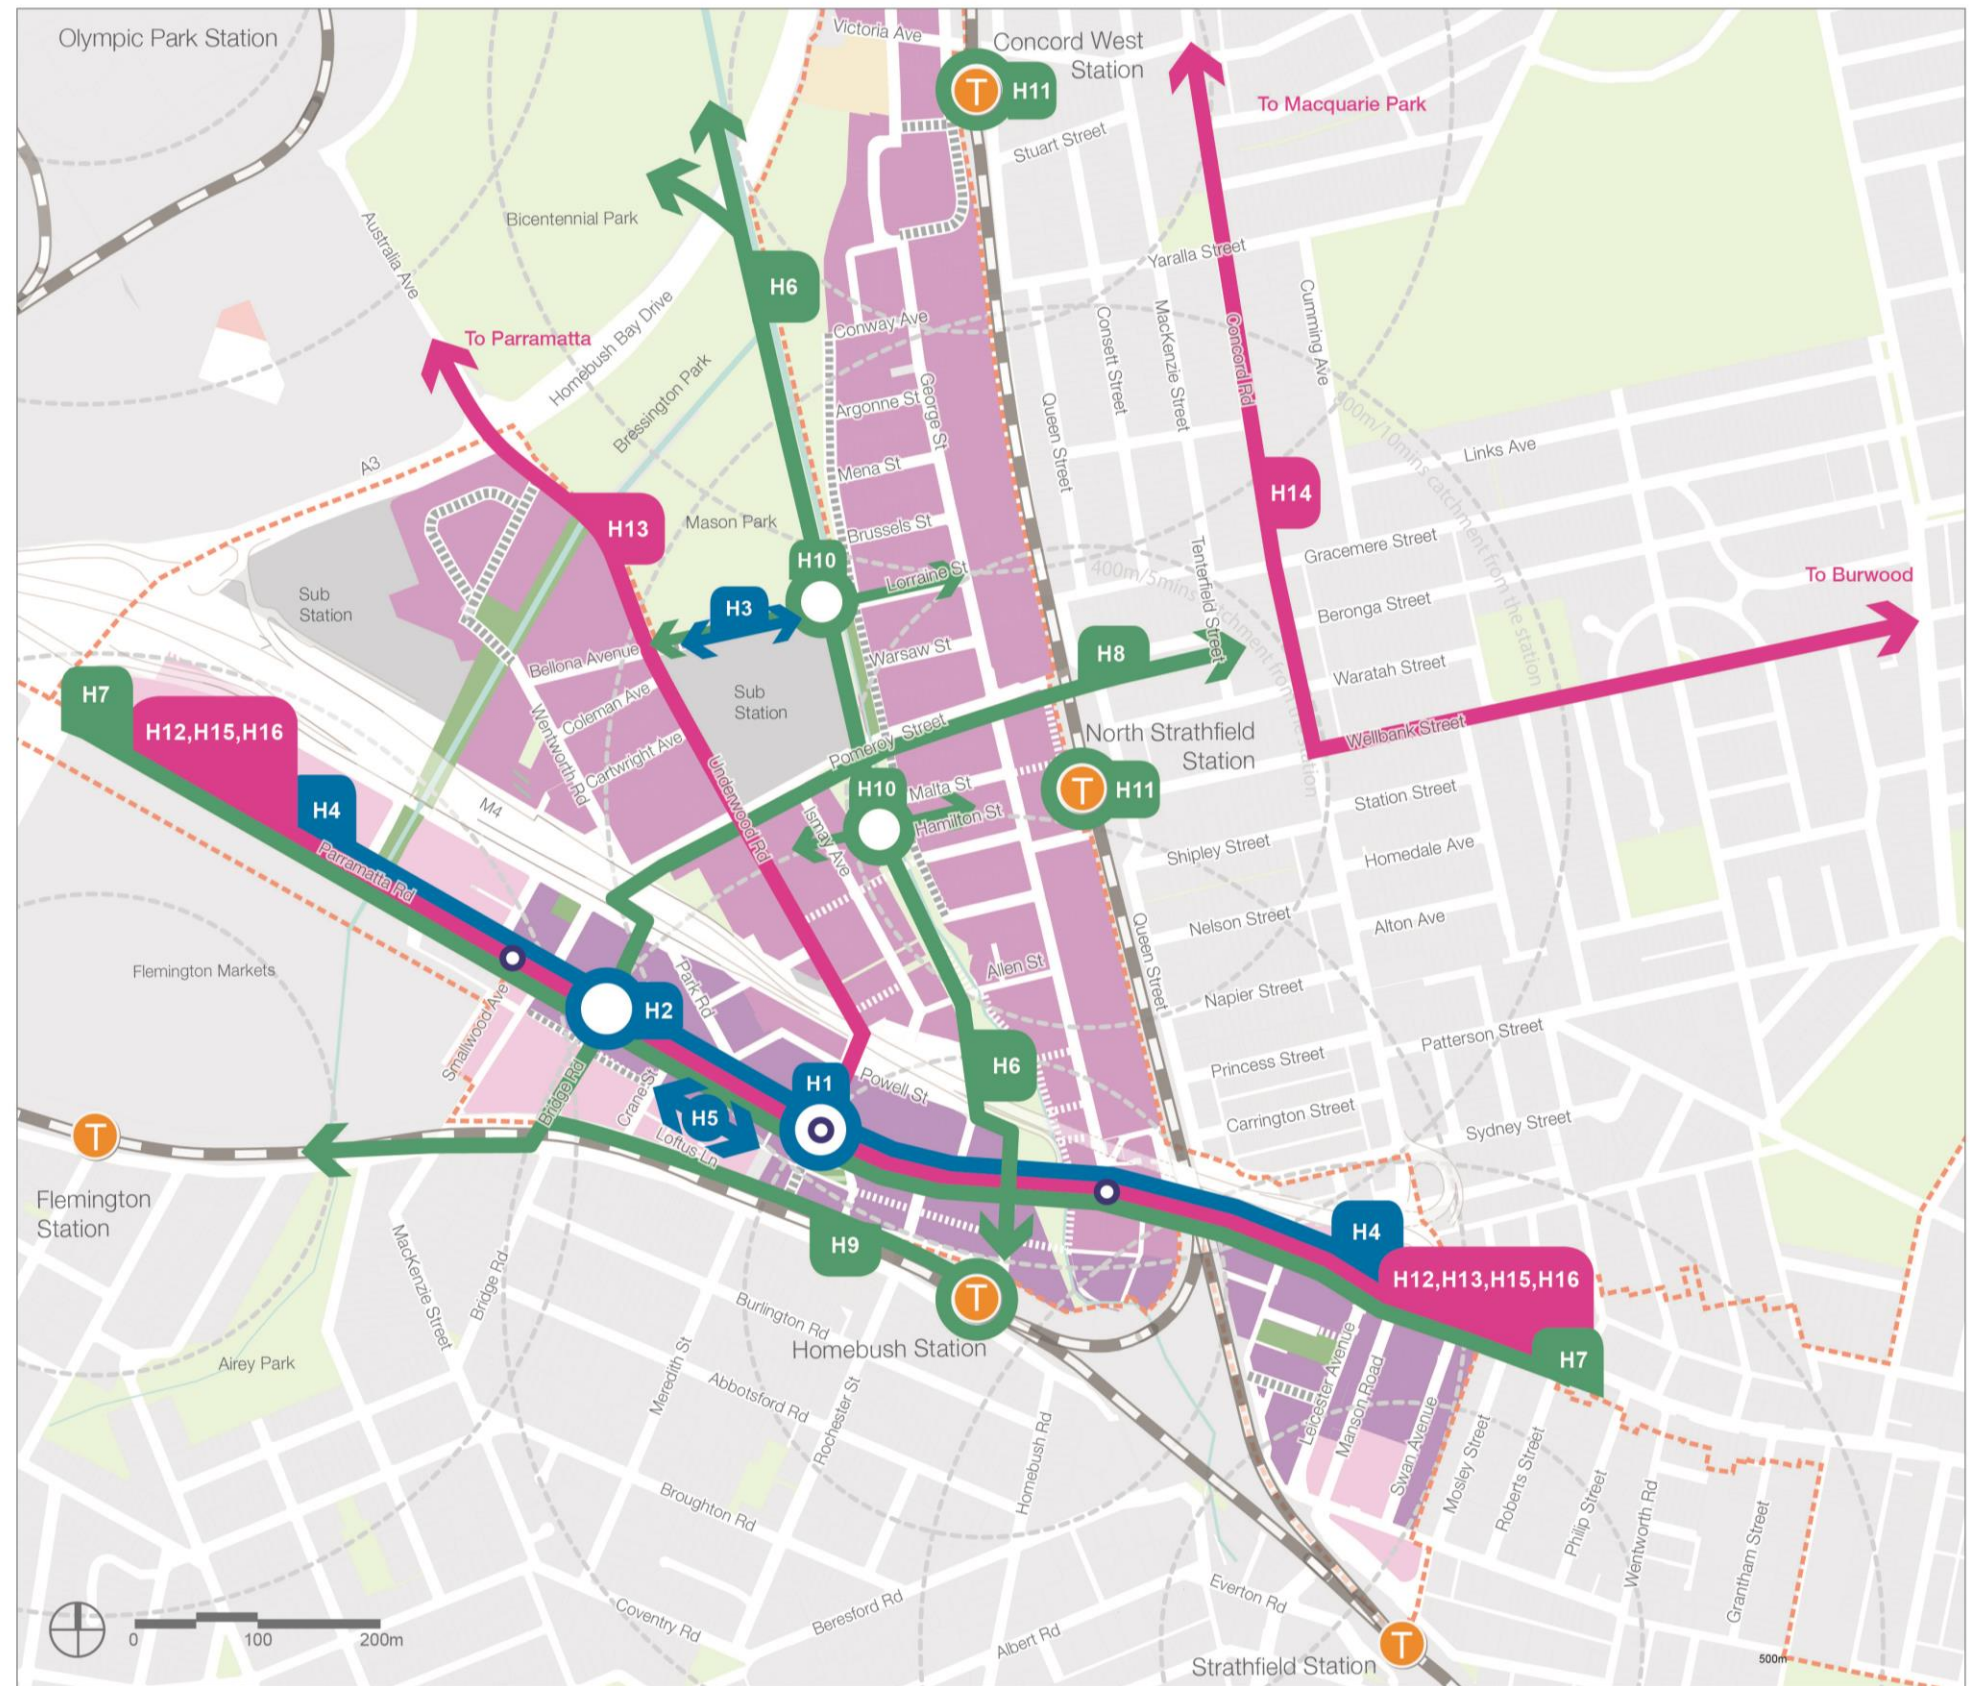 Olympic Park Station
Victoria Ave
Concord West
Station
T
H11
To Macquarie Park
Stuart Street
Australia Ave
Bicentennial Park
Yaralla Street
H6
Cumming Ave
MacKenzie Street
Consett Street
Concord Rd
Homebush Bay Drive
Conway Ave
To Parramatta
Bressington Park
George St
Argonne St
Queen Street
800m/10mins catchment from the station
Links Ave
A3
Mena St
H14
Mason Park
H13
Brussels St
Gracemere Street
Tenterfield Street
H10
Lorraine St
400m/5mins catchment from the station
To Burwood
Sub
Station
H3
Beronga Street
Bellona Avenue
Warsaw St
H8
Waratah Street
H7
Sub
Station
Coleman Ave
Wentworth Rd
H12,H15,H16
Pomeroy Street
North Strathfield
Station
Wellbank Street
Cartwright Ave
Underwood Rd
H4
M4
H10
Malta St
T
H11
Station Street
Hamilton St
Ismay Ave
Parramatta Rd
Shipley Street
Homedale Ave
Nelson Street
Alton Ave
Queen Street
Flemington Markets
Allen St
Park Rd
Napier Street
H2
Smallwood Ave
Patterson Street
Princess Street
H6
H1
Powell St
Bridge Rd
Crane St
H5
Carrington Street
Sydney Street
T
Loftus Ln
Flemington
Station
H4
H9
H12,H13,H15,H16
MacKenzie Street
Bridge Rd
T
Burlington Rd
Homebush Station
H7
Airey Park
Meredith St
Abbotsford Rd
Rochester St
Homebush Rd
Leicester Avenue
Manson Road
Swan Avenue
Mosley Street
Roberts Street
Philip Street
Wentworth Rd
Grantham Street
Broughton Rd
Everton Rd
Coventry Rd
Beresford Rd
Albert Rd
T
Strathfield Station
0 100 200m
500m